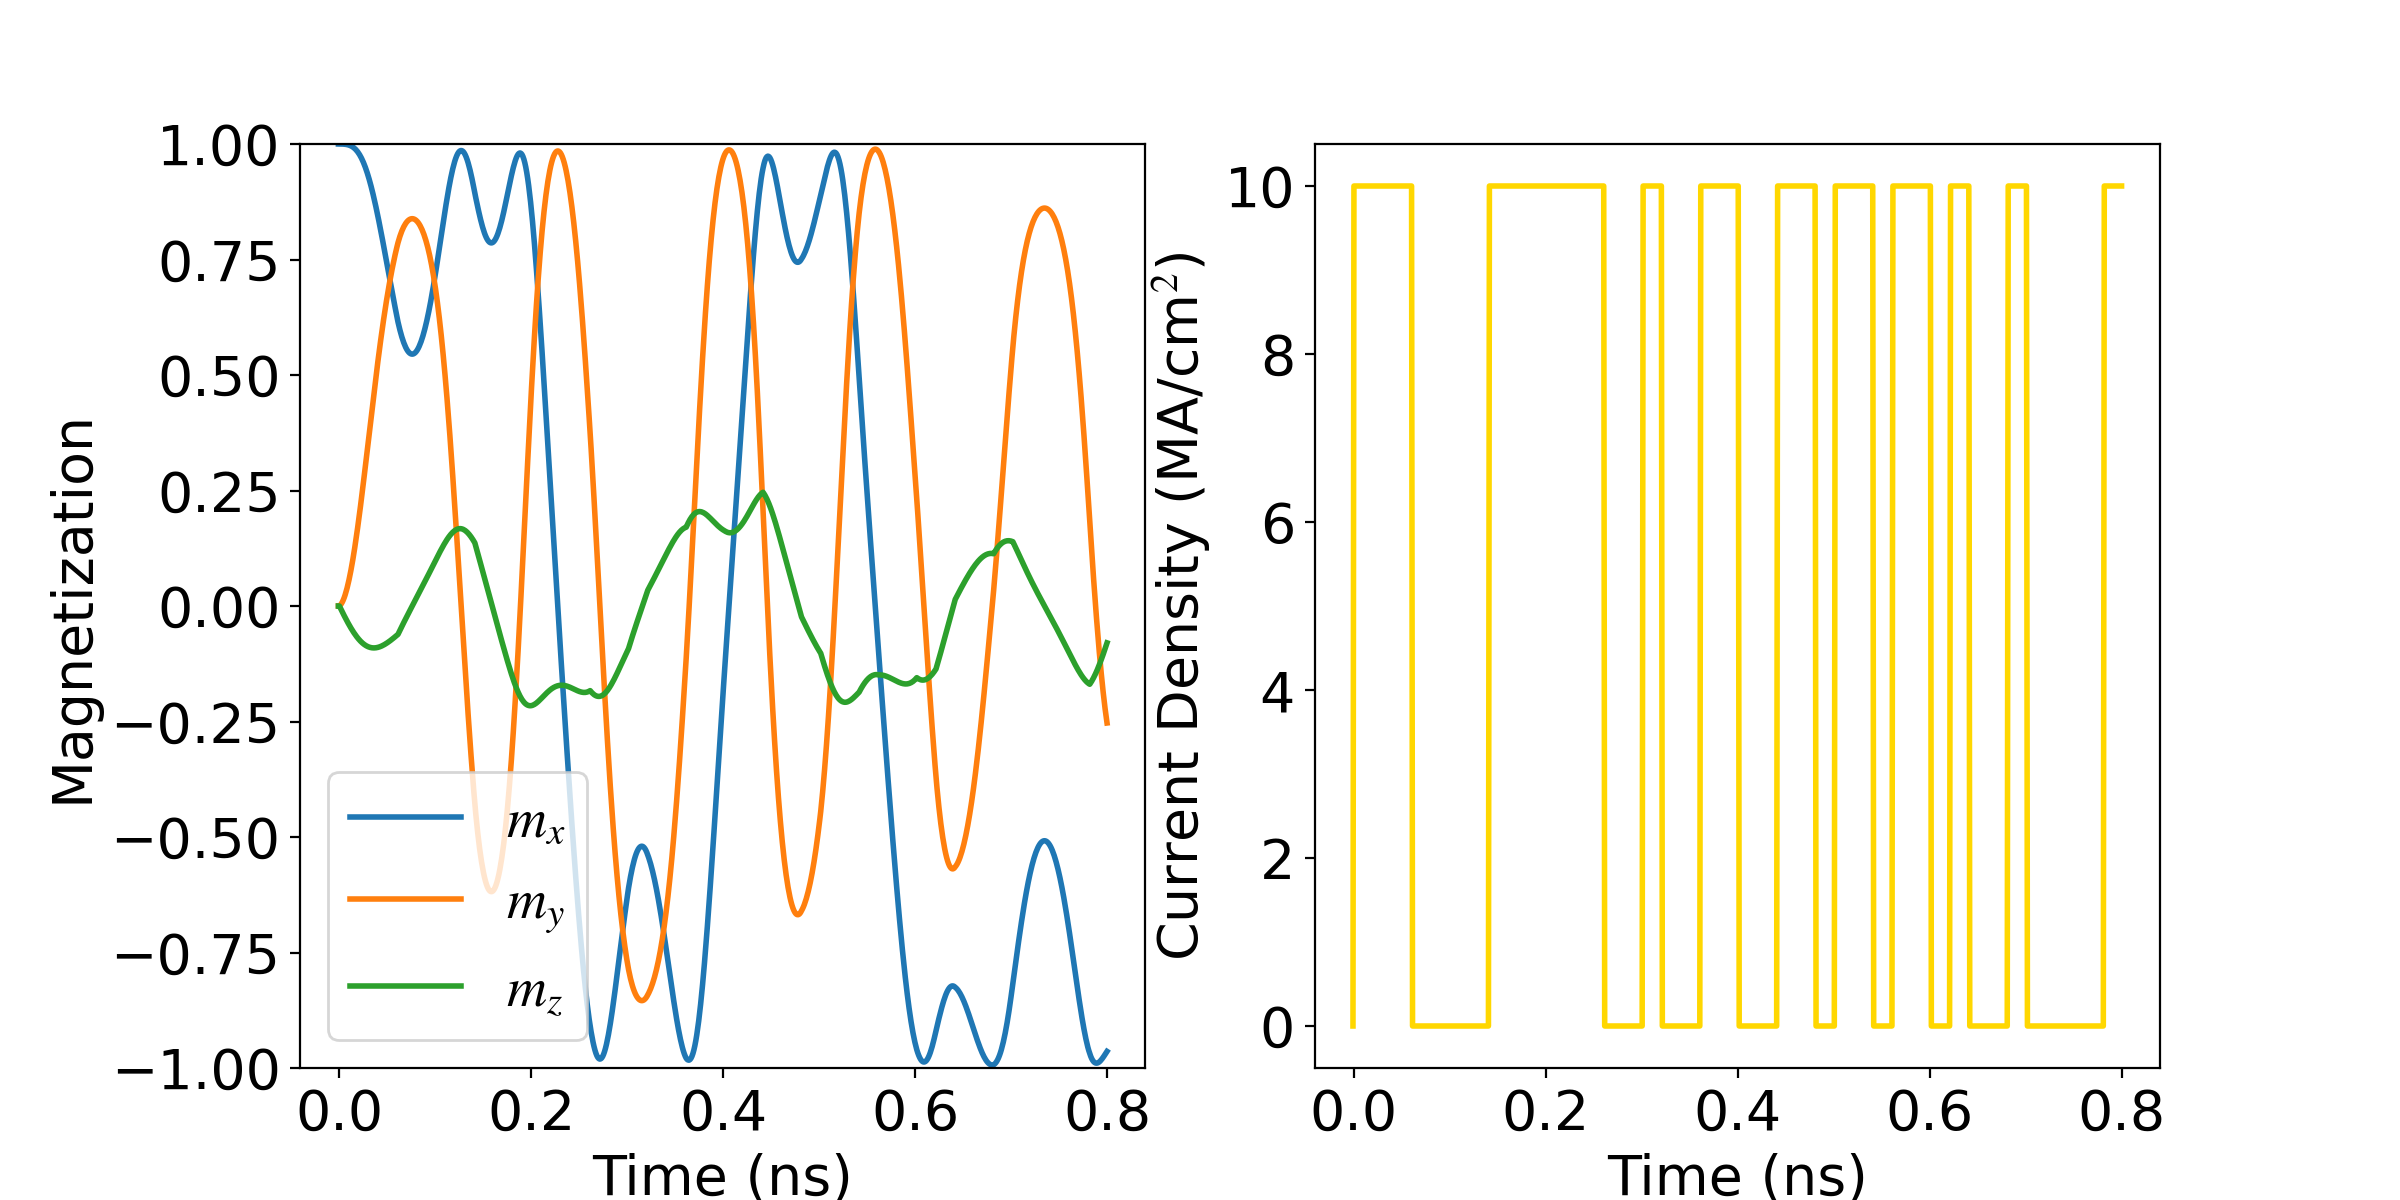 Magnetization
1.00
0.75
0.50
0.25
0.00
−0.25
−0.50
−0.75
−1.00
m_x
m_y
m_z
0.0 0.2 0.4 0.6 0.8
Time (ns)
Current Density (MA/cm²)
10
8
6
4
2
0
0.0 0.2 0.4 0.6 0.8
Time (ns)